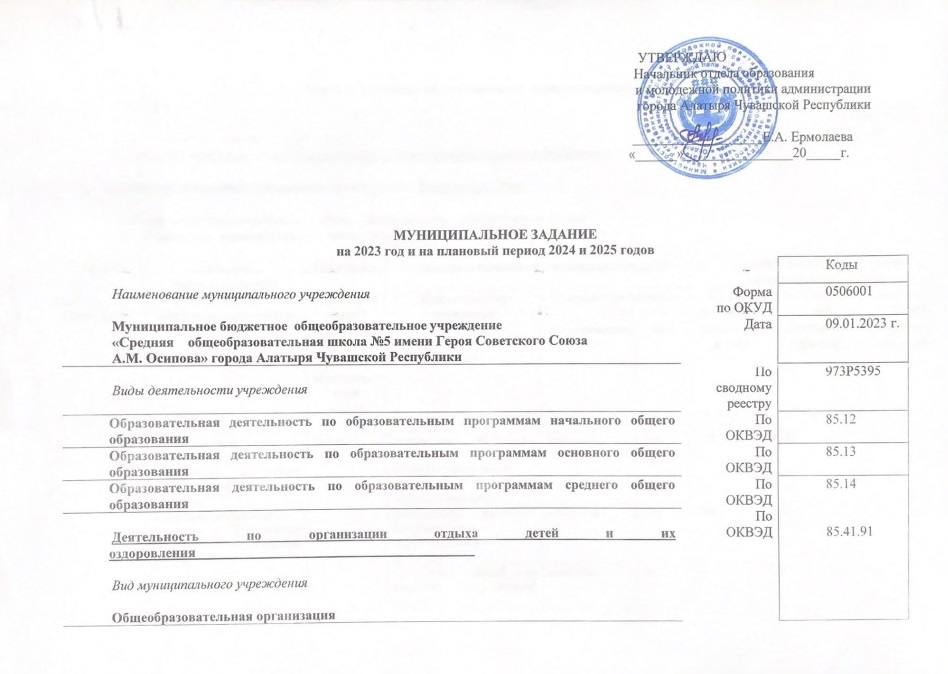 УТВЕРЖДАЮ
Начальник отдела образования
и молодежной политики администрации
города Алатыря Чувашской Республики
Е.А. Ермолаева
«______»________________20_____г.
МУНИЦИПАЛЬНОЕ ЗАДАНИЕ
на 2023 год и на плановый период 2024 и 2025 годов
Коды
Наименование муниципального учреждения
Форма по ОКУД 0506001
Муниципальное бюджетное общеобразовательное учреждение
«Средняя общеобразовательная школа №5 имени Героя Советского Союза
А.М. Осипова» города Алатыря Чувашской Республики
Дата 09.01.2023 г.
Виды деятельности учреждения
По сводному реестру 973Р5395
Образовательная деятельность по образовательным программам начального общего
образования
По ОКВЭД 85.12
Образовательная деятельность по образовательным программам основного общего
образования
По ОКВЭД 85.13
Образовательная деятельность по образовательным программам среднего общего
образования
По ОКВЭД 85.14
Деятельность по организации отдыха детей и их
оздоровления
По ОКВЭД 85.41.91
Вид муниципального учреждения
Общеобразовательная организация